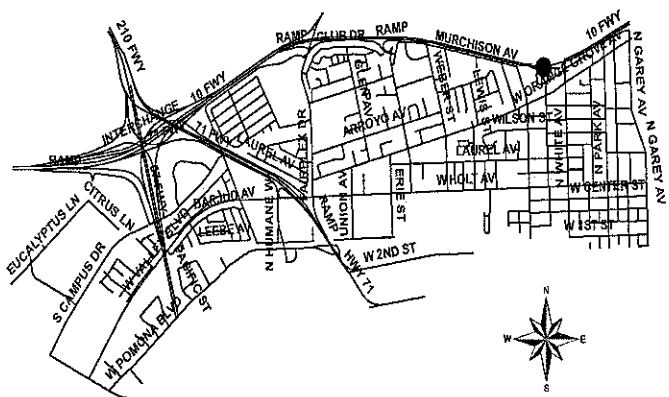 210 FWY
RAMP
CLUB DR
RAMP
MURCHISON AV
10 FWY
N GAREY AV
10 FWY
INTERCHANGE
71 FWY
LAUREL AV
GLEN AV
WEBER ST
LEWIS ST
W ORANGE GROVE AV
ARROYO AV
WILSON ST
LAUREL AV
N WHITE AV
N PARK AV
N GAREY AV
RAMP
W HOLT AV
W CENTER ST
UNION AV
ERIE ST
N HUMANE W
RAMP
W 2ND ST
HWY 71
CITRUS LN
EUCALYPTUS LN
S CAMPUS DR
W VALLEY BLVD
PACIFIC ST
W POMONA BLVD
N
W
E
S